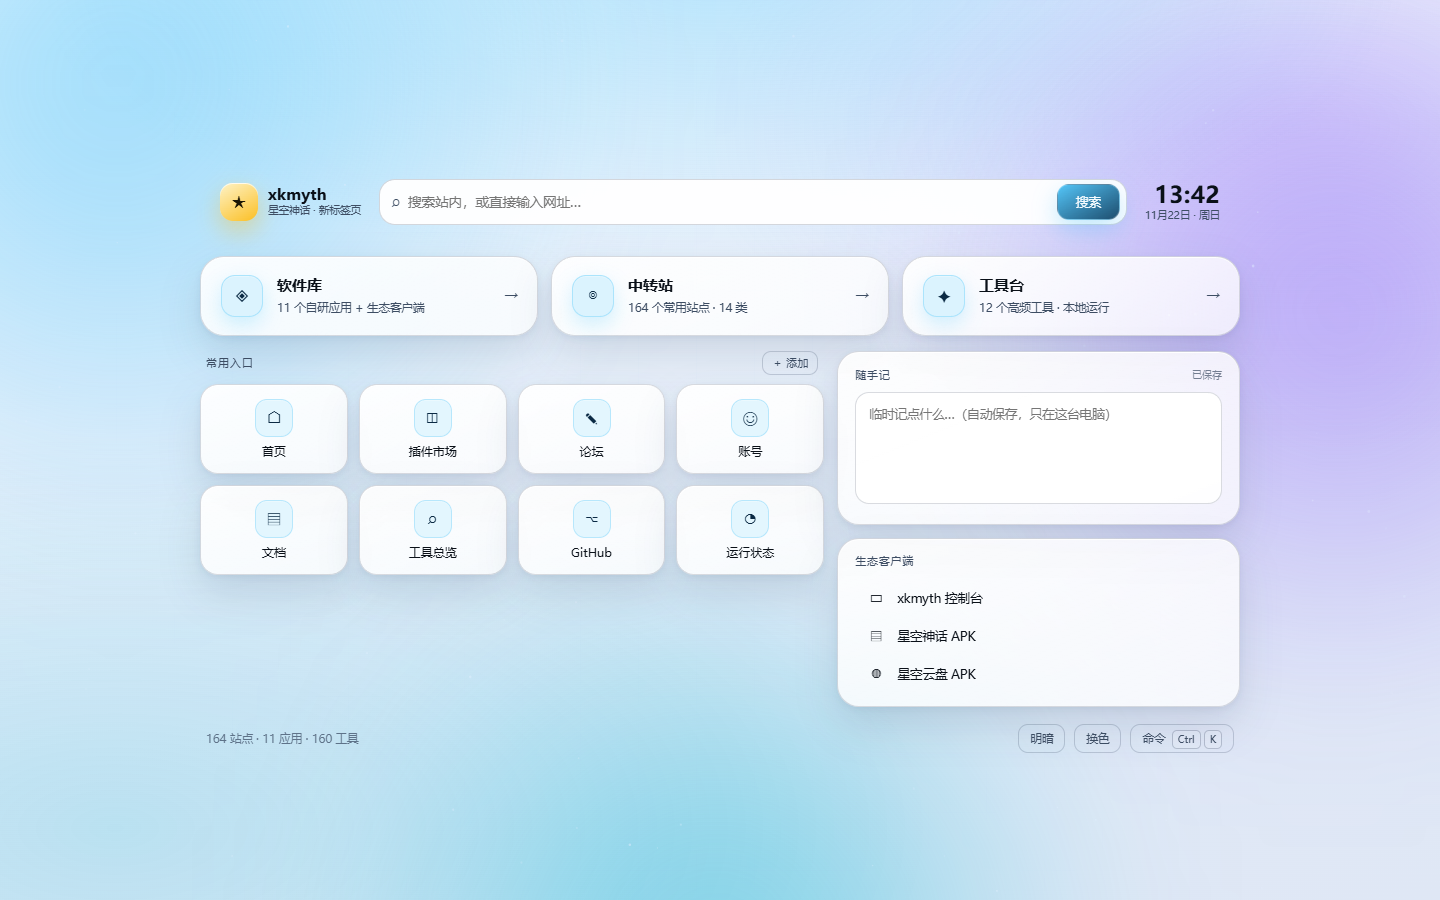 xkmyth
星空神话 · 新标签页
搜索站内，或直接输入网址...
搜索
13:42
11月22日 · 周日
软件库
11 个自研应用 + 生态客户端
→
中转站
164 个常用站点 · 14 类
→
工具台
12 个高频工具 · 本地运行
→
常用入口
+ 添加
首页
插件市场
论坛
账号
文档
工具总览
GitHub
运行状态
随手记
已保存
临时记点什么...（自动保存，只在这台电脑）
生态客户端
xkmyth 控制台
星空神话 APK
星空云盘 APK
164 站点 · 11 应用 · 160 工具
明暗
换色
命令 Ctrl K